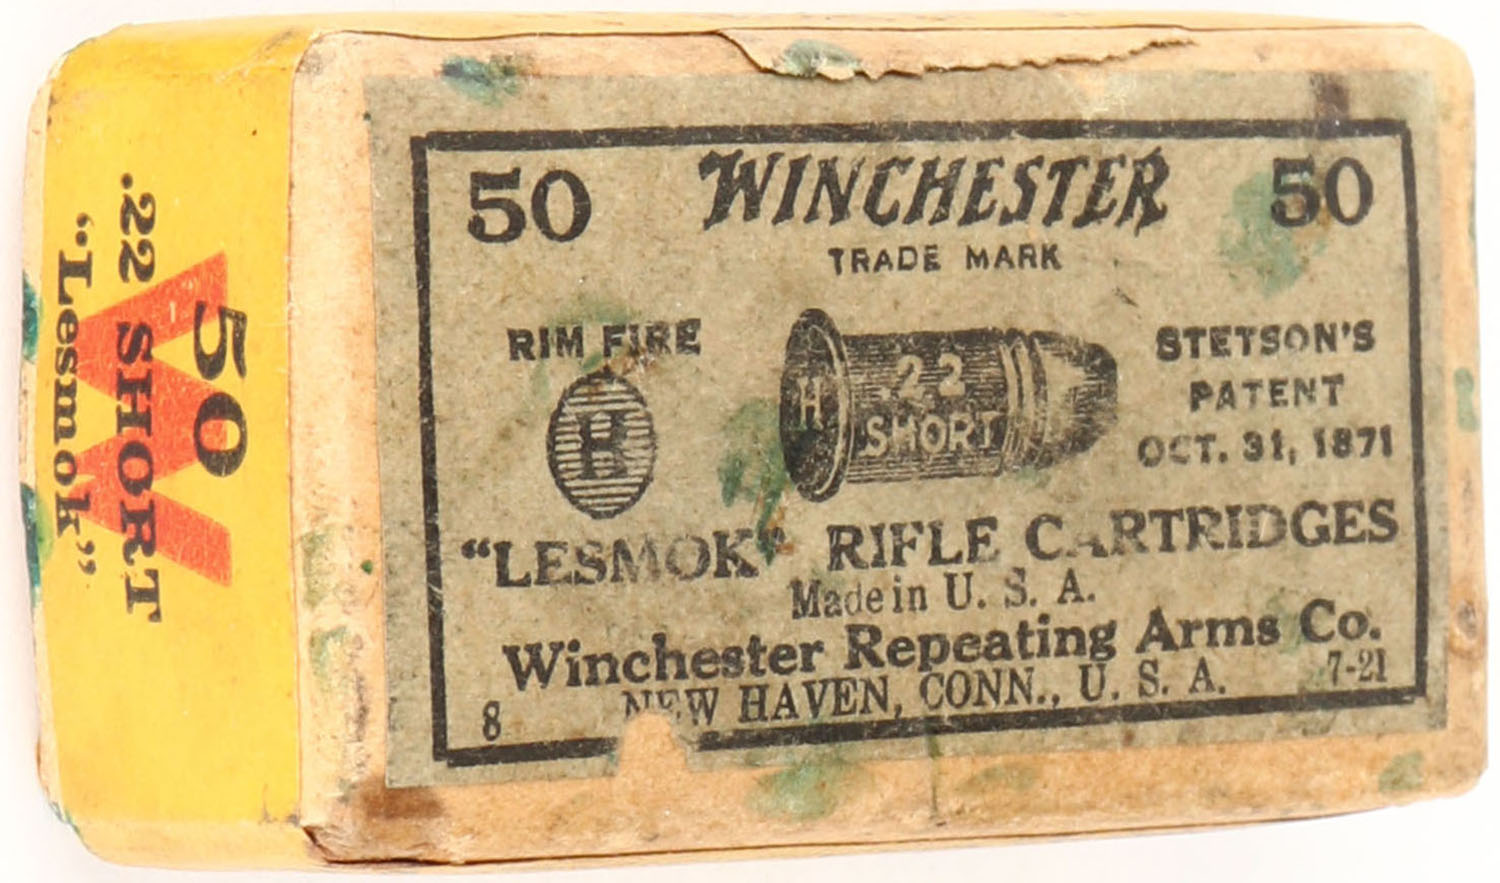 50 WINCHESTER 50
TRADE MARK
RIM FIRE
H
.22
SHORT
H
STETSON'S
PATENT
OCT. 31, 1871
"LESMOK" RIFLE CARTRIDGES
Made in U. S. A.
Winchester Repeating Arms Co.
NEW HAVEN, CONN., U. S. A.
8
7-21
W
50
.22 SHORT
"Lesmok"